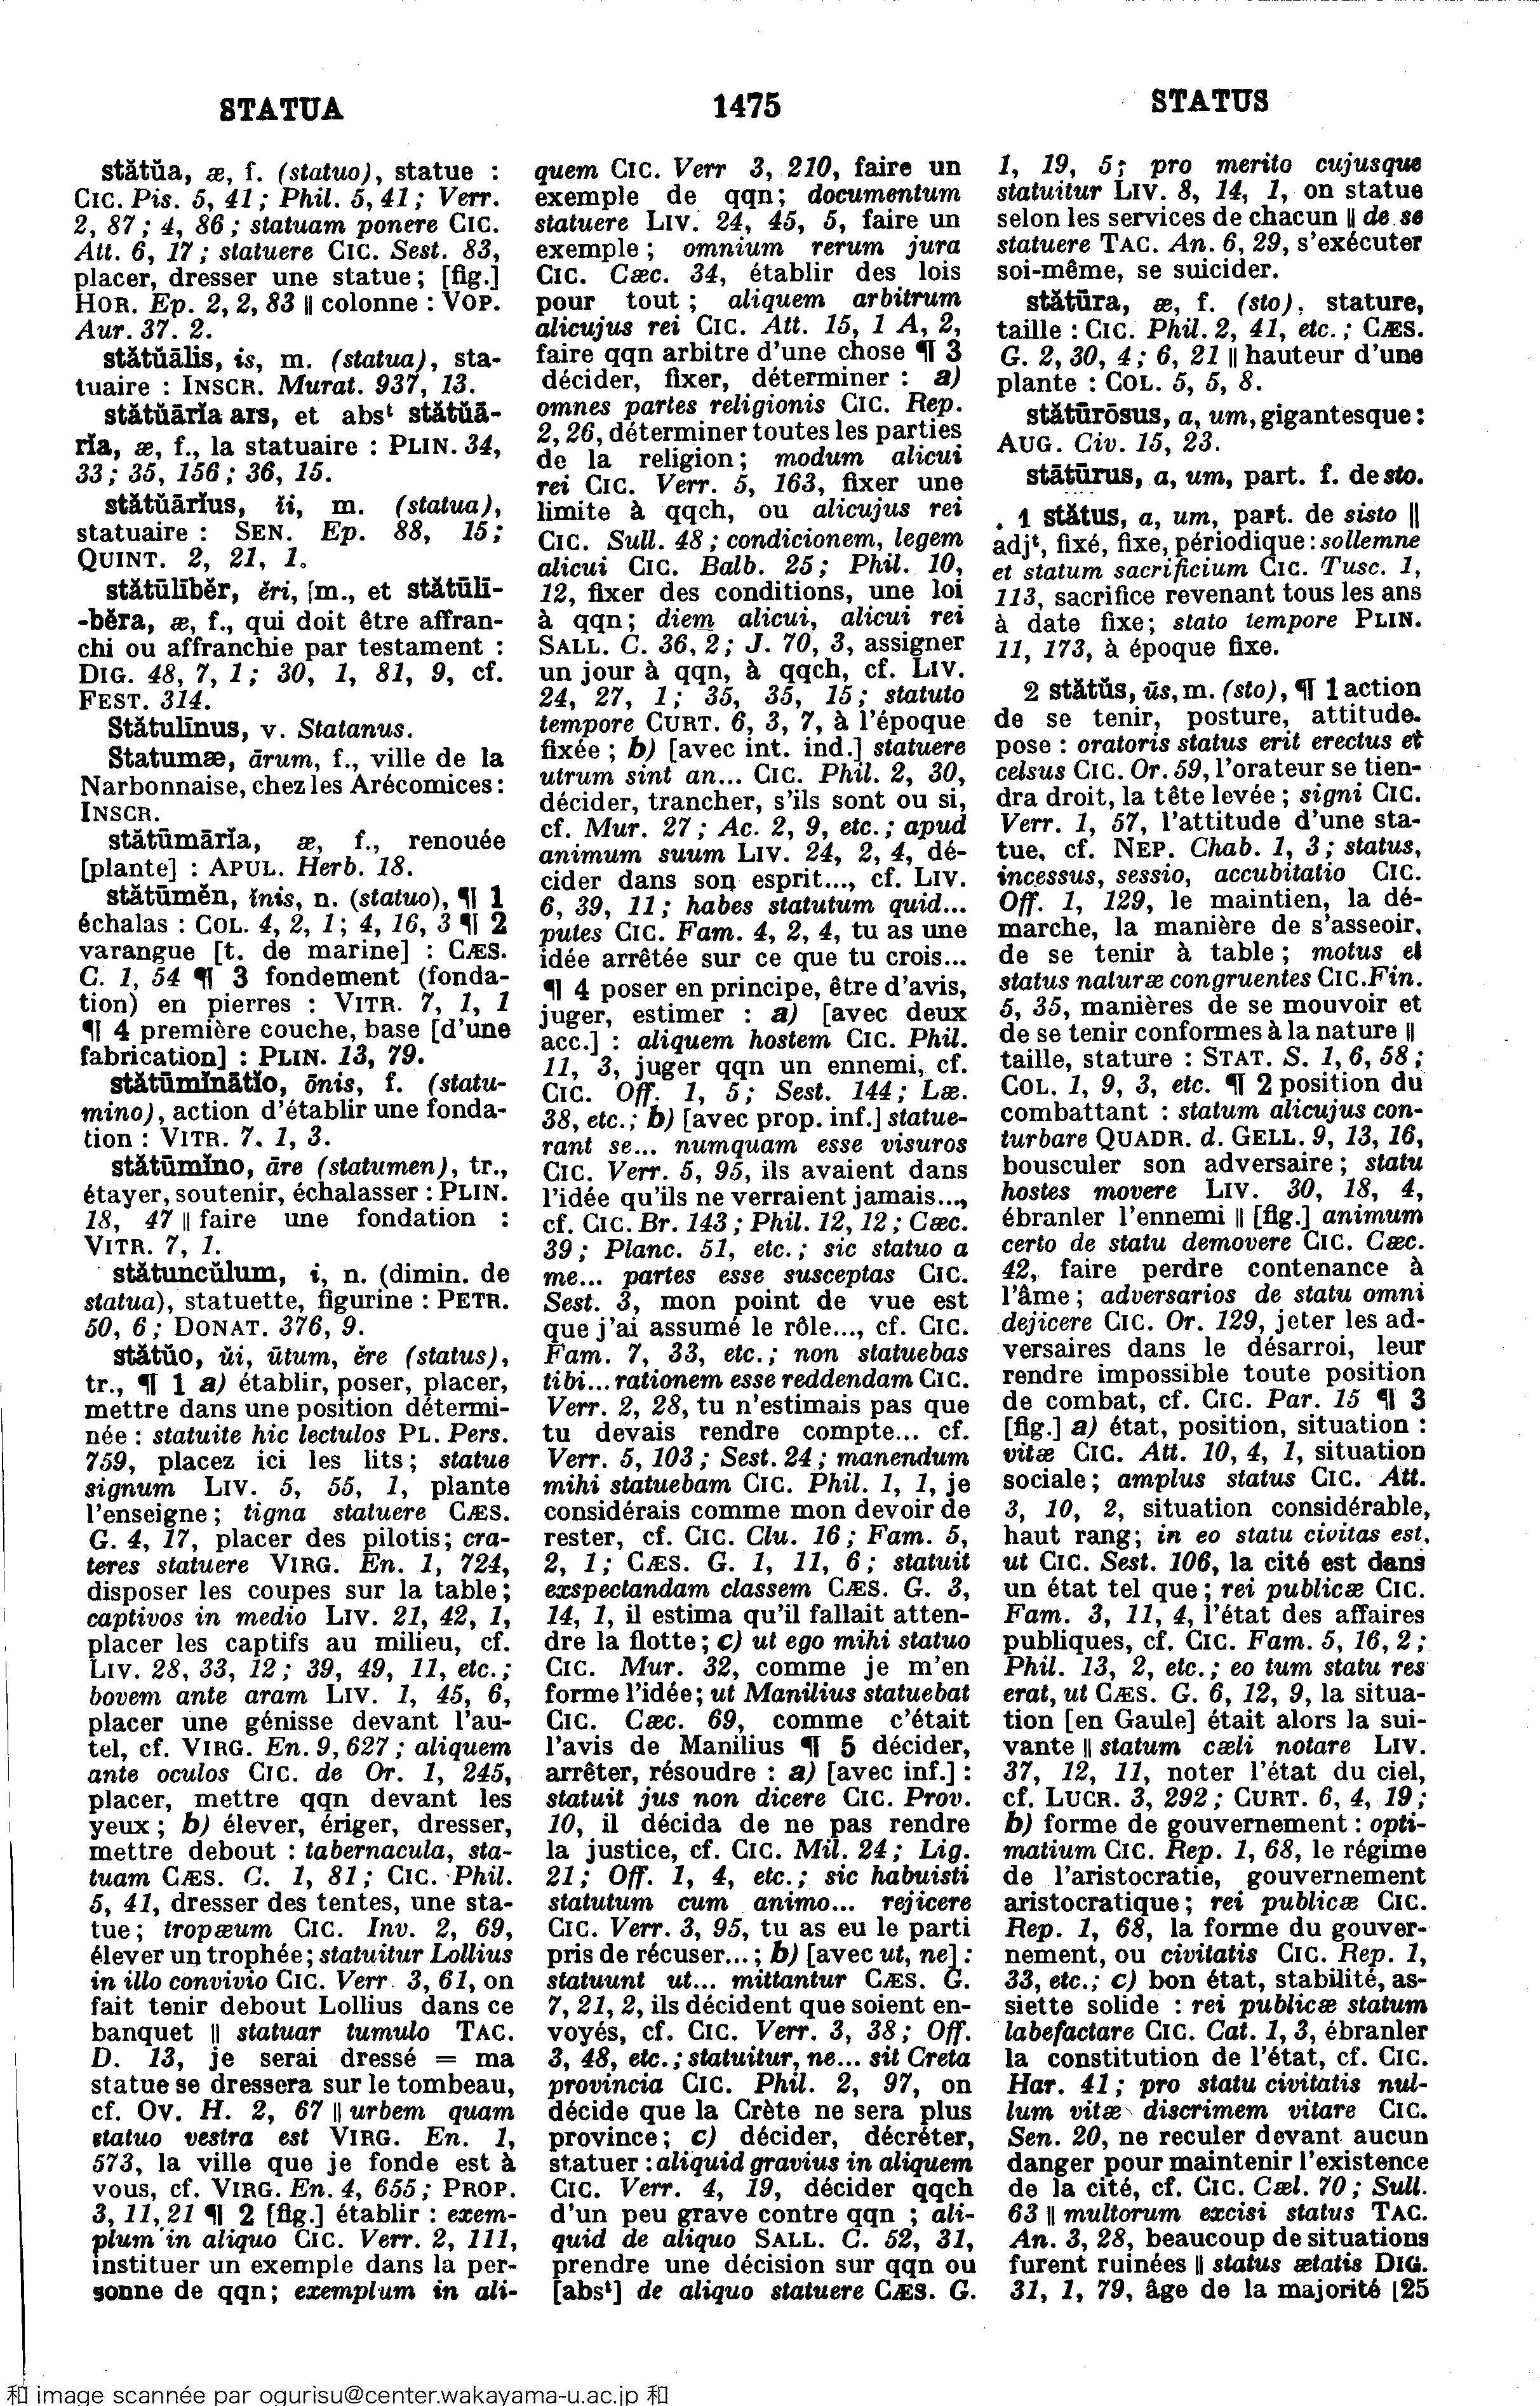 STATUA
1475
STATUS
stătŭa, æ, f. (statuo), statue :
CIC. Pis. 5, 41 ; Phil. 5, 41 ; Verr.
2, 87 ; 4, 86 ; statuam ponere CIC.
Att. 6, 17 ; statuere CIC. Sest. 83,
placer, dresser une statue ; [fig.]
HOR. Ep. 2, 2, 83 || colonne : VOP.
Aur. 37. 2.
stătŭālis, is, m. (statua), sta-
tuaire : INSCR. Murat. 937, 13.
stătŭārĭa ars, et absᵗ stătŭā-
rĭa, æ, f., la statuaire : PLIN. 34,
33 ; 35, 156 ; 36, 15.
stătŭārĭus, ĭi, m. (statua),
statuaire : SEN. Ep. 88, 15 ;
QUINT. 2, 21, 1.
stătūlībĕr, ĕri, m., et stătūlī-
-bĕra, æ, f., qui doit être affran-
chi ou affranchie par testament :
DIG. 48, 7, 1 ; 30, 1, 81, 9, cf.
FEST. 314.
Stătulīnus, v. Statanus.
Statumæ, ārum, f., ville de la
Narbonnaise, chez les Arécomices :
INSCR.
stătūmārĭa, æ, f., renouée
[plante] : APUL. Herb. 18.
stătūmĕn, ĭnis, n. (statuo), ¶ 1
échalas : COL. 4, 2, 1 ; 4, 16, 3 ¶ 2
varangue [t. de marine] : CÆS.
C. 1, 54 ¶ 3 fondement (fonda-
tion) en pierres : VITR. 7, 1, 1
¶ 4 première couche, base [d'une
fabrication] : PLIN. 13, 79.
stătūmĭnātĭo, ōnis, f. (statu-
mino), action d'établir une fonda-
tion : VITR. 7. 1, 3.
stătūmĭno, āre (statumen), tr.,
étayer, soutenir, échalasser : PLIN.
18, 47 || faire une fondation :
VITR. 7, 1.
stătuncŭlum, i, n. (dimin. de
statua), statuette, figurine : PETR.
50, 6 ; DONAT. 376, 9.
stătŭo, ŭi, ūtum, ĕre (status),
tr., ¶ 1 a) établir, poser, placer,
mettre dans une position détermi-
née : statuite hic lectulos PL. Pers.
759, placez ici les lits ; statue
signum LIV. 5, 55, 1, plante
l'enseigne ; tigna statuere CÆS.
G. 4, 17, placer des pilotis ; cra-
teres statuere VIRG. En. 1, 724,
disposer les coupes sur la table ;
captivos in medio LIV. 21, 42, 1,
placer les captifs au milieu, cf.
LIV. 28, 33, 12 ; 39, 49, 11, etc. ;
bovem ante aram LIV. 1, 45, 6,
placer une génisse devant l'au-
tel, cf. VIRG. En. 9, 627 ; aliquem
ante oculos CIC. de Or. 1, 245,
placer, mettre qqn devant les
yeux ; b) élever, ériger, dresser,
mettre debout : tabernacula, sta-
tuam CÆS. C. 1, 81 ; CIC. Phil.
5, 41, dresser des tentes, une sta-
tue ; tropæum CIC. Inv. 2, 69,
élever un trophée ; statuitur Lollius
in illo convivio CIC. Verr. 3, 61, on
fait tenir debout Lollius dans ce
banquet || statuar tumulo TAC.
D. 13, je serai dressé = ma
statue se dressera sur le tombeau,
cf. OV. H. 2, 67 || urbem quam
statuo vestra est VIRG. En. 1,
573, la ville que je fonde est à
vous, cf. VIRG. En. 4, 655 ; PROP.
3, 11, 21 ¶ 2 [fig.] établir : exem-
plum in aliquo CIC. Verr. 2, 111,
instituer un exemple dans la per-
sonne de qqn ; exemplum in ali-
quem CIC. Verr 3, 210, faire un
exemple de qqn ; documentum
statuere LIV. 24, 45, 5, faire un
exemple ; omnium rerum jura
CIC. Cæc. 34, établir des lois
pour tout ; aliquem arbitrum
alicujus rei CIC. Att. 15, 1 A, 2,
faire qqn arbitre d'une chose ¶ 3
décider, fixer, déterminer : a)
omnes partes religionis CIC. Rep.
2, 26, déterminer toutes les parties
de la religion ; modum alicui
rei CIC. Verr. 5, 163, fixer une
limite à qqch, ou alicujus rei
CIC. Sull. 48 ; condicionem, legem
alicui CIC. Balb. 25 ; Phil. 10,
12, fixer des conditions, une loi
à qqn ; diem alicui, alicui rei
SALL. C. 36, 2 ; J. 70, 3, assigner
un jour à qqn, à qqch, cf. LIV.
24, 27, 1 ; 35, 35, 15 ; statuto
tempore CURT. 6, 3, 7, à l'époque
fixée ; b) [avec int. ind.] statuere
utrum sint an... CIC. Phil. 2, 30,
décider, trancher, s'ils sont ou si,
cf. Mur. 27 ; Ac. 2, 9, etc. ; apud
animum suum LIV. 24, 2, 4, dé-
cider dans son esprit..., cf. LIV.
6, 39, 11 ; habes statutum quid...
putes CIC. Fam. 4, 2, 4, tu as une
idée arrêtée sur ce que tu crois...
¶ 4 poser en principe, être d'avis,
juger, estimer : a) [avec deux
acc.] : aliquem hostem CIC. Phil.
11, 3, juger qqn un ennemi, cf.
CIC. Off. 1, 5 ; Sest. 144 ; Læ.
38, etc. ; b) [avec prop. inf.] statue-
rant se... numquam esse visuros
CIC. Verr. 5, 95, ils avaient dans
l'idée qu'ils ne verraient jamais...,
cf. CIC. Br. 143 ; Phil. 12, 12 ; Cæc.
39 ; Planc. 51, etc. ; sic statuo a
me... partes esse susceptas CIC.
Sest. 3, mon point de vue est
que j'ai assumé le rôle..., cf. CIC.
Fam. 7, 33, etc. ; non statuebas
tibi... rationem esse reddendam CIC.
Verr. 2, 28, tu n'estimais pas que
tu devais rendre compte... cf.
Verr. 5, 103 ; Sest. 24 ; manendum
mihi statuebam CIC. Phil. 1, 1, je
considérais comme mon devoir de
rester, cf. CIC. Clu. 16 ; Fam. 5,
2, 1 ; CÆS. G. 1, 11, 6 ; statuit
exspectandam classem CÆS. G. 3,
14, 1, il estima qu'il fallait atten-
dre la flotte ; c) ut ego mihi statuo
CIC. Mur. 32, comme je m'en
forme l'idée ; ut Manilius statuebat
CIC. Cæc. 69, comme c'était
l'avis de Manilius ¶ 5 décider,
arrêter, résoudre : a) [avec inf.] :
statuit jus non dicere CIC. Prov.
10, il décida de ne pas rendre
la justice, cf. CIC. Mil. 24 ; Lig.
21 ; Off. 1, 4, etc. ; sic habuisti
statutum cum animo... rejicere
CIC. Verr. 3, 95, tu as eu le parti
pris de récuser... ; b) [avec ut, ne] :
statuunt ut... mittantur CÆS. G.
7, 21, 2, ils décident que soient en-
voyés, cf. CIC. Verr. 3, 38 ; Off.
3, 48, etc. ; statuitur, ne... sit Creta
provincia CIC. Phil. 2, 97, on
décide que la Crète ne sera plus
province ; c) décider, décréter,
statuer : aliquid gravius in aliquem
CIC. Verr. 4, 19, décider qqch
d'un peu grave contre qqn ; ali-
quid de aliquo SALL. C. 52, 31,
prendre une décision sur qqn ou
[absᵗ] de aliquo statuere CÆS. G.
1, 19, 5 ; pro merito cujusque
statuitur LIV. 8, 14, 1, on statue
selon les services de chacun || de se
statuere TAC. An. 6, 29, s'exécuter
soi-même, se suicider.
stătūra, æ, f. (sto), stature,
taille : CIC. Phil. 2, 41, etc. ; CÆS.
G. 2, 30, 4 ; 6, 21 || hauteur d'une
plante : COL. 5, 5, 8.
stătūrōsus, a, um, gigantesque :
AUG. Civ. 15, 23.
stātūrus, a, um, part. f. de sto.
1 stătus, a, um, part. de sisto ||
adjᵗ, fixé, fixe, périodique : sollemne
et statum sacrificium CIC. Tusc. 1,
113, sacrifice revenant tous les ans
à date fixe ; stato tempore PLIN.
11, 173, à époque fixe.
2 stătŭs, ūs, m. (sto), ¶ 1 action
de se tenir, posture, attitude.
pose : oratoris status erit erectus et
celsus CIC. Or. 59, l'orateur se tien-
dra droit, la tête levée ; signi CIC.
Verr. 1, 57, l'attitude d'une sta-
tue, cf. NEP. Chab. 1, 3 ; status,
incessus, sessio, accubitatio CIC.
Off. 1, 129, le maintien, la dé-
marche, la manière de s'asseoir,
de se tenir à table ; motus et
status naturæ congruentes CIC. Fin.
5, 35, manières de se mouvoir et
de se tenir conformes à la nature ||
taille, stature : STAT. S. 1, 6, 58 ;
COL. 1, 9, 3, etc. ¶ 2 position du
combattant : statum alicujus con-
turbare QUADR. d. GELL. 9, 13, 16,
bousculer son adversaire ; statu
hostes movere LIV. 30, 18, 4,
ébranler l'ennemi || [fig.] animum
certo de statu demovere CIC. Cæc.
42, faire perdre contenance à
l'âme ; adversarios de statu omni
dejicere CIC. Or. 129, jeter les ad-
versaires dans le désarroi, leur
rendre impossible toute position
de combat, cf. CIC. Par. 15 ¶ 3
[fig.] a) état, position, situation :
vitæ CIC. Att. 10, 4, 1, situation
sociale ; amplus status CIC. Att.
3, 10, 2, situation considérable,
haut rang ; in eo statu civitas est,
ut CIC. Sest. 106, la cité est dans
un état tel que ; rei publicæ CIC.
Fam. 3, 11, 4, l'état des affaires
publiques, cf. CIC. Fam. 5, 16, 2 ;
Phil. 13, 2, etc. ; eo tum statu res
erat, ut CÆS. G. 6, 12, 9, la situa-
tion [en Gaule] était alors la sui-
vante || statum cæli notare LIV.
37, 12, 11, noter l'état du ciel,
cf. LUCR. 3, 292 ; CURT. 6, 4, 19 ;
b) forme de gouvernement : opti-
matium CIC. Rep. 1, 68, le régime
de l'aristocratie, gouvernement
aristocratique ; rei publicæ CIC.
Rep. 1, 68, la forme du gouver-
nement, ou civitatis CIC. Rep. 1,
33, etc. ; c) bon état, stabilité, as-
siette solide : rei publicæ statum
labefactare CIC. Cat. 1, 3, ébranler
la constitution de l'état, cf. CIC.
Har. 41 ; pro statu civitatis nul-
lum vitæ discrimem vitare CIC.
Sen. 20, ne reculer devant aucun
danger pour maintenir l'existence
de la cité, cf. CIC. Cæl. 70 ; Sull.
63 || multorum excisi status TAC.
An. 3, 28, beaucoup de situations
furent ruinées || status ætatis DIG.
31, 1, 79, âge de la majorité [25
和 image scannée par ogurisu@center.wakayama-u.ac.jp 和